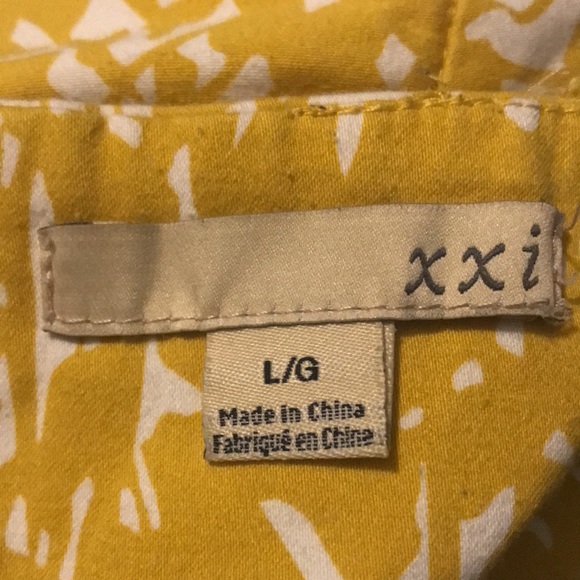 xxi
L/G
Made in China
Fabriqué en Chine